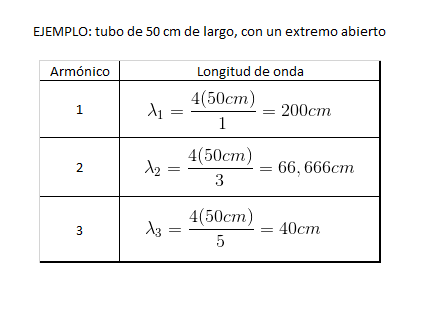 EJEMPLO: tubo de 50 cm de largo, con un extremo abierto
Armónico Longitud de onda
1 λ₁ = 4(50cm)/1 = 200cm
2 λ₂ = 4(50cm)/3 = 66,666cm
3 λ₃ = 4(50cm)/5 = 40cm